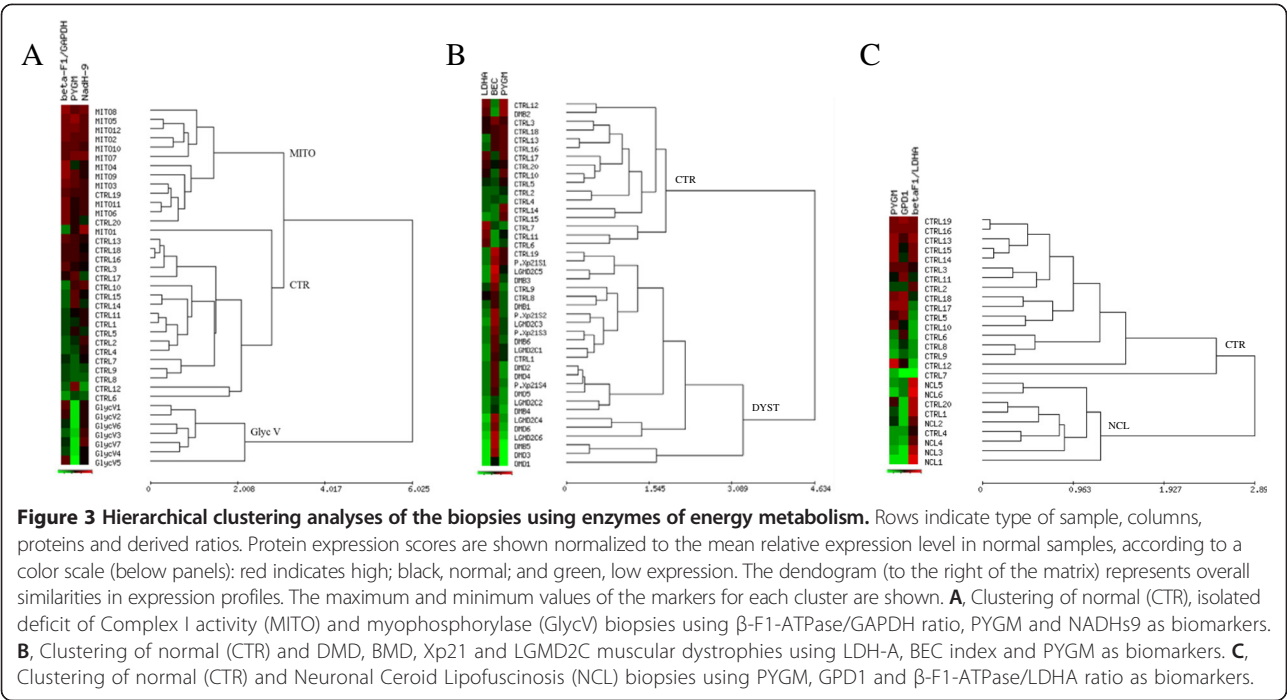 A
B
C
beta-F1/GAPDH
PYGM
NadH-9
MITO8
MITO5
MITO12
MITO2
MITO10
MITO7
MITO4
MITO9
MITO3
CTRL19
MITO11
MITO6
CTRL20
MITO1
CTRL13
CTRL18
CTRL16
CTRL3
CTRL17
CTRL10
CTRL15
CTRL14
CTRL11
CTRL1
CTRL5
CTRL2
CTRL4
CTRL7
CTRL9
CTRL8
CTRL12
CTRL6
GlycV1
GlycV2
GlycV6
GlycV3
GlycV7
GlycV4
GlycV5
MITO
CTR
Glyc V
0 2.008 4.017 6.025
LDHA
BEC
PYGM
CTRL12
DMB2
CTRL3
CTRL18
CTRL13
CTRL16
CTRL17
CTRL20
CTRL10
CTRL5
CTRL2
CTRL4
CTRL14
CTRL15
CTRL7
CTRL11
CTRL6
CTRL19
P.Xp21S1
LGMD2C5
DMB3
CTRL9
CTRL8
DMB1
P.Xp21S2
LGMD2C3
P.Xp21S3
DMB6
LGMD2C1
CTRL1
DMD2
DMD4
P.Xp21S4
DMD5
LGMD2C2
DMB4
LGMD2C4
DMD6
LGMD2C6
DMB5
DMD3
DMD1
CTR
DYST
0 1.545 3.089 4.634
PYGM
GPD1
betaF1/LDHA
CTRL19
CTRL16
CTRL13
CTRL15
CTRL14
CTRL3
CTRL11
CTRL2
CTRL18
CTRL17
CTRL5
CTRL10
CTRL6
CTRL8
CTRL9
CTRL12
CTRL7
NCL5
NCL6
CTRL20
CTRL1
NCL2
CTRL4
NCL4
NCL3
NCL1
CTR
NCL
0 0.963 1.927 2.89
Figure 3 Hierarchical clustering analyses of the biopsies using enzymes of energy metabolism. Rows indicate type of sample, columns,
proteins and derived ratios. Protein expression scores are shown normalized to the mean relative expression level in normal samples, according to a
color scale (below panels): red indicates high; black, normal; and green, low expression. The dendogram (to the right of the matrix) represents overall
similarities in expression profiles. The maximum and minimum values of the markers for each cluster are shown. A, Clustering of normal (CTR), isolated
deficit of Complex I activity (MITO) and myophosphorylase (GlycV) biopsies using β-F1-ATPase/GAPDH ratio, PYGM and NADHs9 as biomarkers.
B, Clustering of normal (CTR) and DMD, BMD, Xp21 and LGMD2C muscular dystrophies using LDH-A, BEC index and PYGM as biomarkers. C,
Clustering of normal (CTR) and Neuronal Ceroid Lipofuscinosis (NCL) biopsies using PYGM, GPD1 and β-F1-ATPase/LDHA ratio as biomarkers.